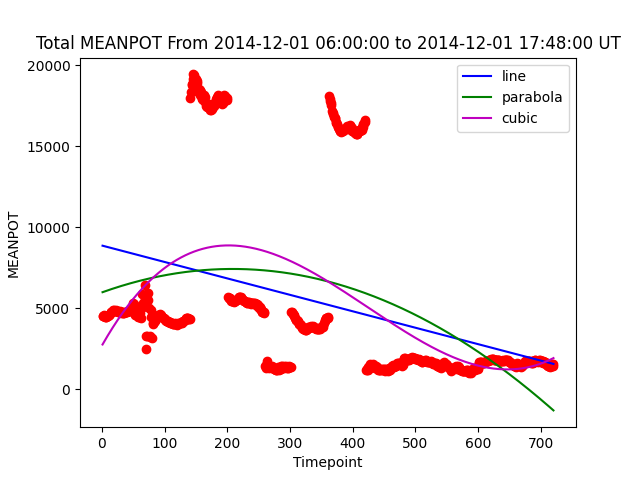 Total MEANPOT From 2014-12-01 06:00:00 to 2014-12-01 17:48:00 UT
20000
15000
10000
5000
0
MEANPOT
line
parabola
cubic
0 100 200 300 400 500 600 700
Timepoint